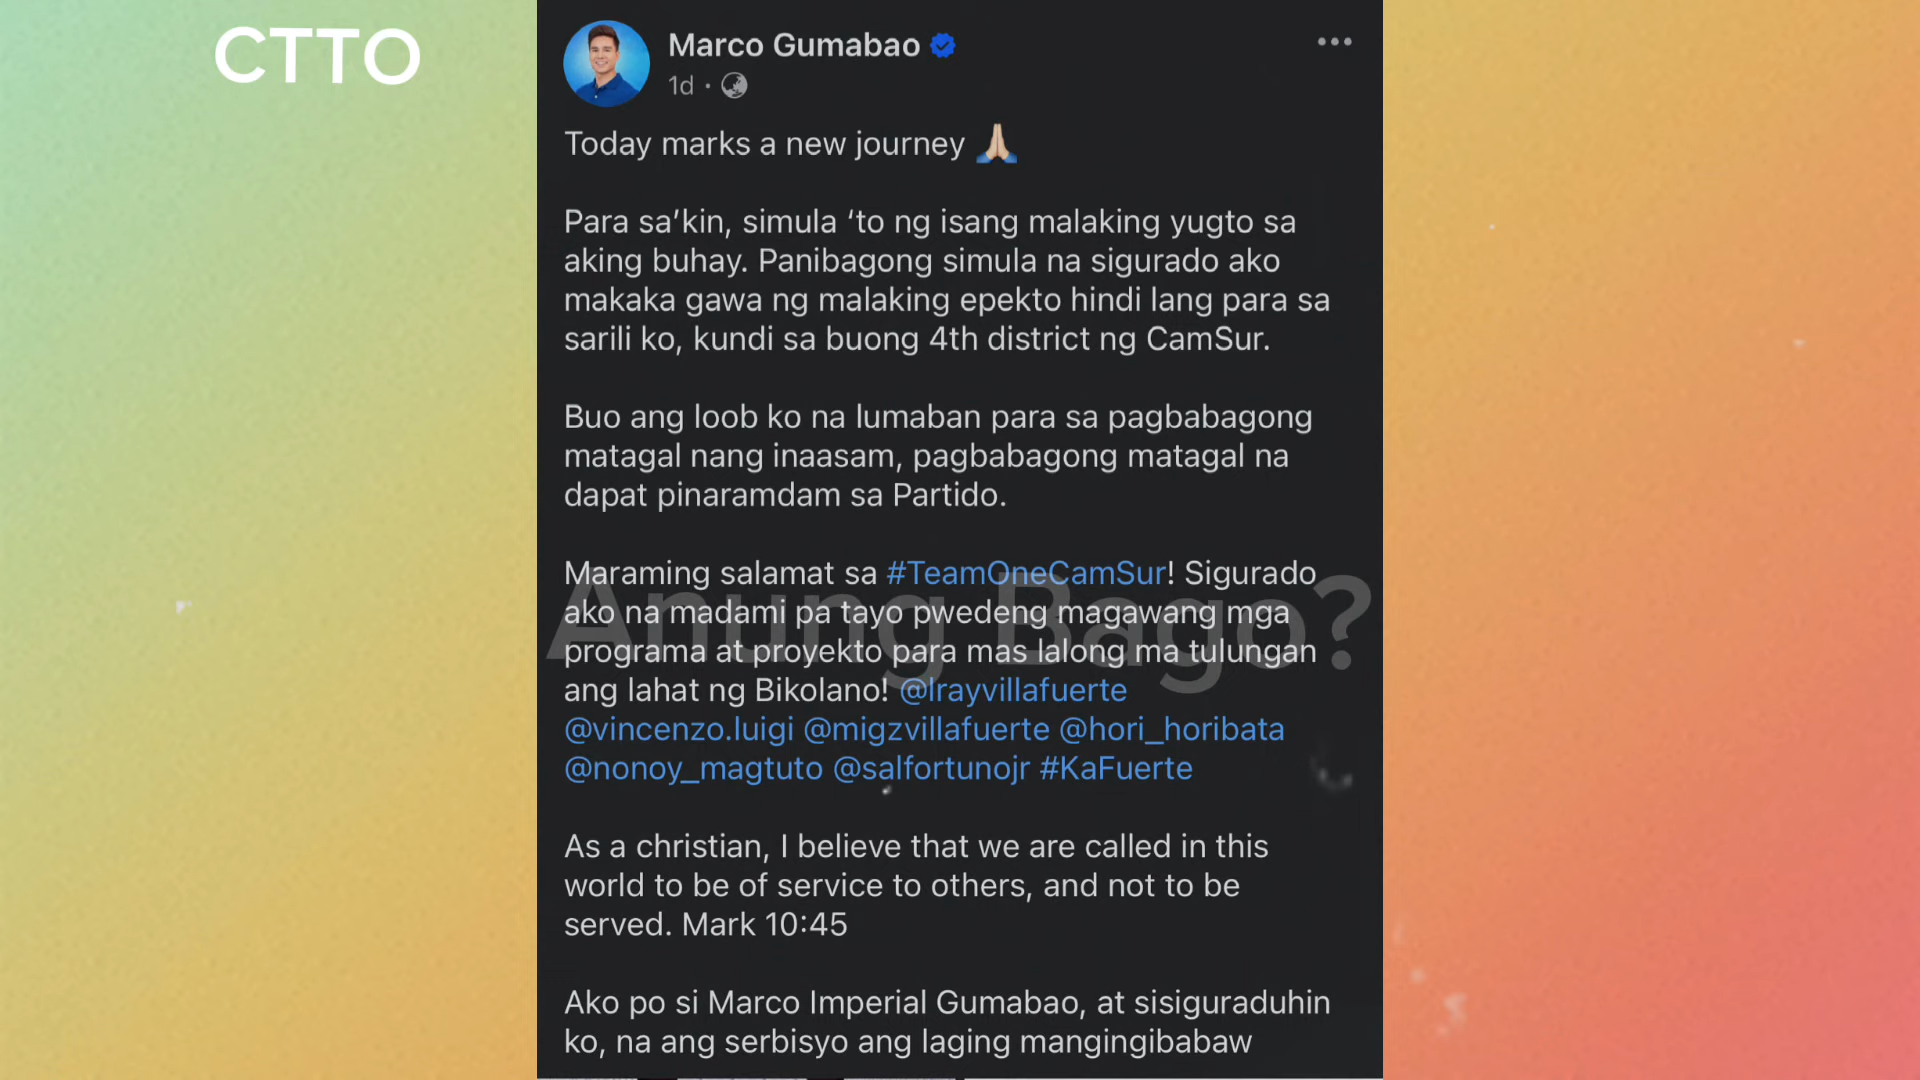 CTTO
Marco Gumabao
1d
Today marks a new journey 🙏🏼
Para sa’kin, simula ‘to ng isang malaking yugto sa
aking buhay. Panibagong simula na sigurado ako
makaka gawa ng malaking epekto hindi lang para sa
sarili ko, kundi sa buong 4th district ng CamSur.
Buo ang loob ko na lumaban para sa pagbabagong
matagal nang inaasam, pagbabagong matagal na
dapat pinaramdam sa Partido.
Maraming salamat sa #TeamOneCamSur! Sigurado
ako na madami pa tayo pwedeng magawang mga
programa at proyekto para mas lalong ma tulungan
ang lahat ng Bikolano! @lrayvillafuerte
@vincenzo.luigi @migzvillafuerte @hori_horibata
@nonoy_magtuto @salfortunojr #KaFuerte
Anung Bago?
As a christian, I believe that we are called in this
world to be of service to others, and not to be
served. Mark 10:45
Ako po si Marco Imperial Gumabao, at sisiguraduhin
ko, na ang serbisyo ang laging mangingibabaw